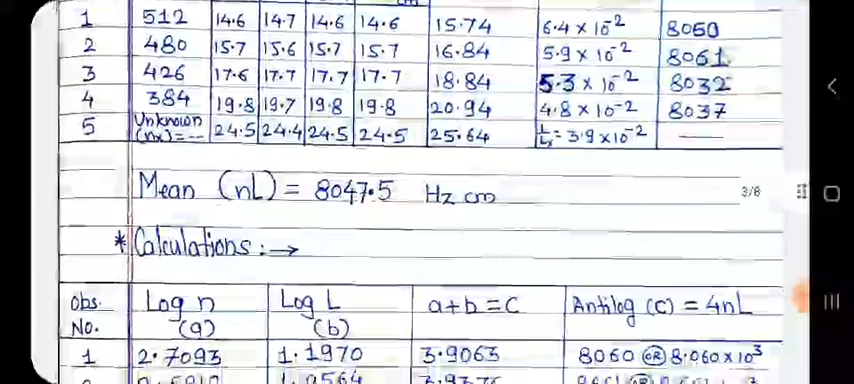 1 512 14.6 14.7 14.6 14.6 15.74 6.4 × 10⁻² 8050
2 480 15.7 15.6 15.7 15.7 16.84 5.9 × 10⁻² 8061
3 426 17.6 17.7 17.7 17.7 18.84 5.3 × 10⁻² 8032
4 384 19.8 19.7 19.8 19.8 20.94 4.8 × 10⁻² 8037
5 Unknown (nx) = -- 24.5 24.4 24.5 24.5 25.64 1/Lx = 3.9 × 10⁻² —
Mean (nL) = 8047.5 Hz cm
3/8
* Calculations : →
Obs. No. Log n (a) Log L (b) a+b = C Antilog (C) = 4nL
1 2.7093 1.1970 3.9063 8060 OR 8.060 × 10³